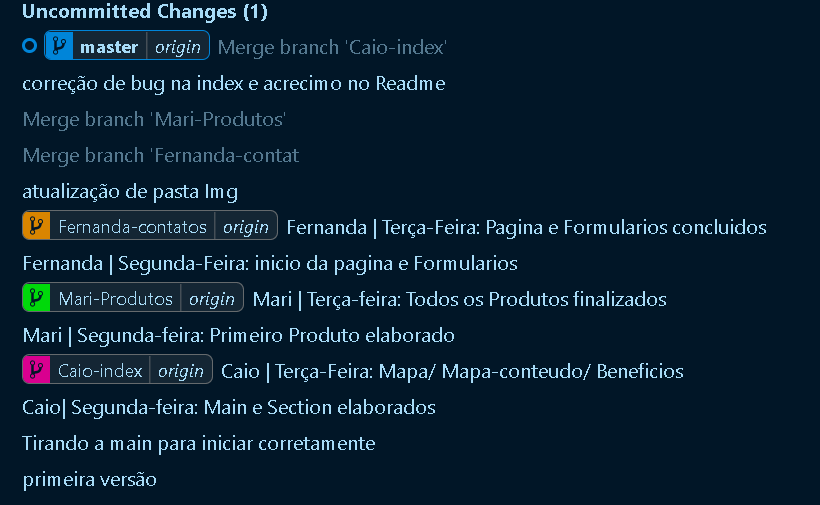 Uncommitted Changes (1)
master origin Merge branch 'Caio-index'
correção de bug na index e acrecimo no Readme
Merge branch 'Mari-Produtos'
Merge branch 'Fernanda-contat
atualização de pasta Img
Fernanda-contatos origin Fernanda | Terça-Feira: Pagina e Formularios concluidos
Fernanda | Segunda-Feira: inicio da pagina e Formularios
Mari-Produtos origin Mari | Terça-feira: Todos os Produtos finalizados
Mari | Segunda-feira: Primeiro Produto elaborado
Caio-index origin Caio | Terça-Feira: Mapa/ Mapa-conteudo/ Beneficios
Caio| Segunda-feira: Main e Section elaborados
Tirando a main para iniciar corretamente
primeira versão